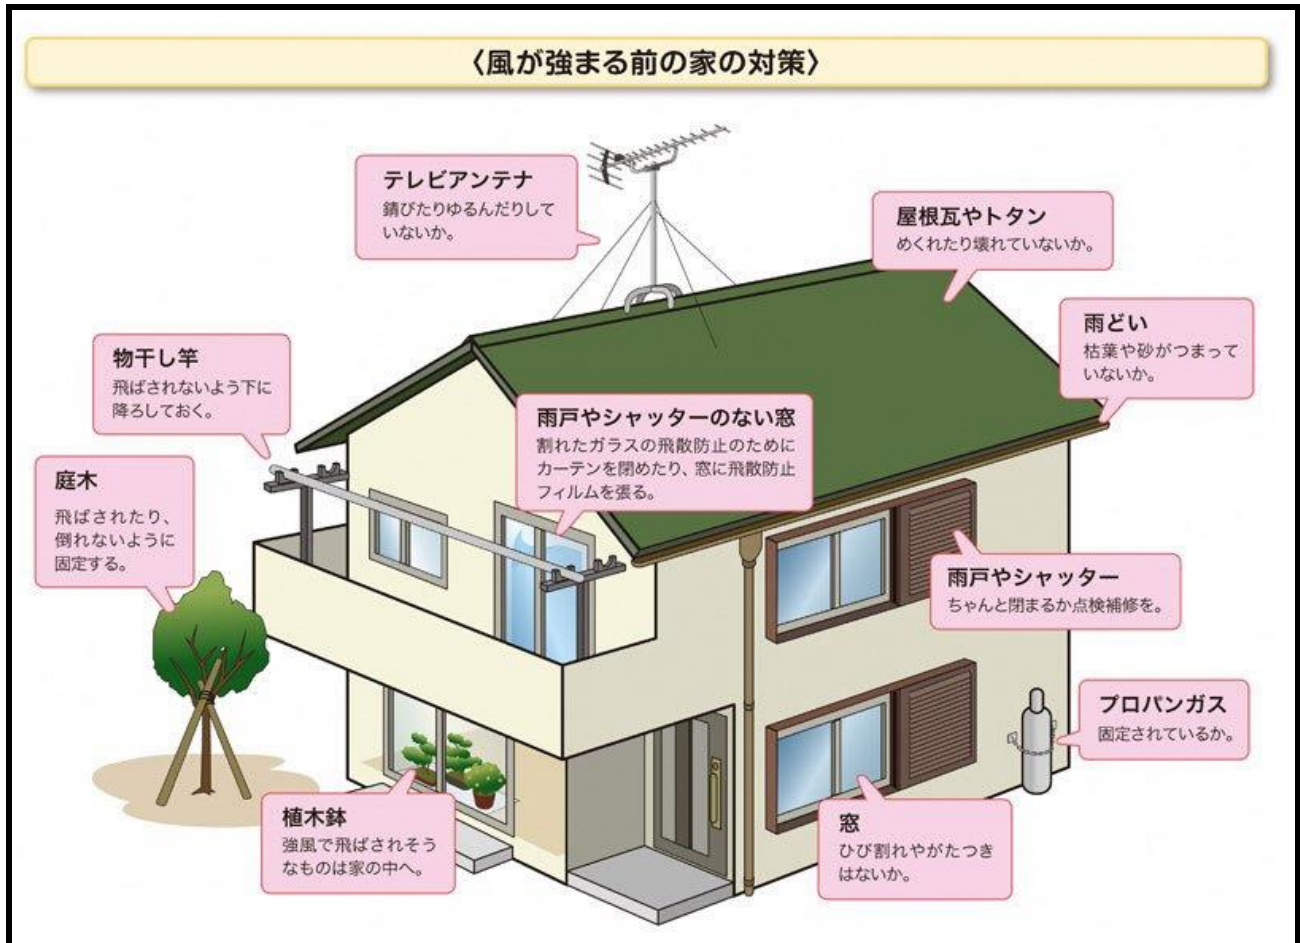 〈風が強まる前の家の対策〉
テレビアンテナ
錆びたりゆるんだりして
いないか。
屋根瓦やトタン
めくれたり壊れていないか。
雨どい
枯葉や砂がつまって
いないか。
物干し竿
飛ばされないよう下に
降ろしておく。
雨戸やシャッターのない窓
割れたガラスの飛散防止のために
カーテンを閉めたり、窓に飛散防止
フィルムを張る。
庭木
飛ばされたり、
倒れないように
固定する。
雨戸やシャッター
ちゃんと閉まるか点検補修を。
プロパンガス
固定されているか。
植木鉢
強風で飛ばされそう
なものは家の中へ。
窓
ひび割れやがたつき
はないか。